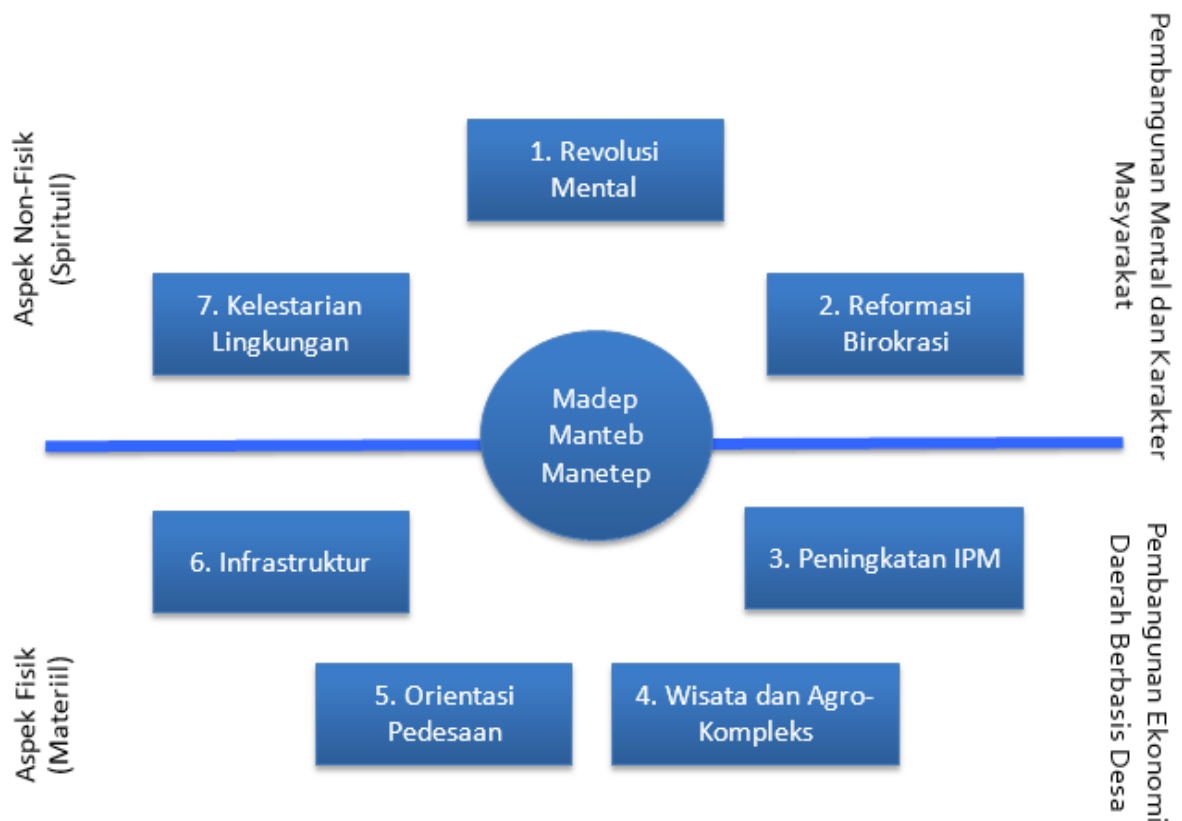 Aspek Non-Fisik
(Spirituil)
Pembangunan Mental dan Karakter
Masyarakat
1. Revolusi
Mental
7. Kelestarian
Lingkungan
2. Reformasi
Birokrasi
Madep
Manteb
Manetep
6. Infrastruktur
3. Peningkatan IPM
5. Orientasi
Pedesaan
4. Wisata dan Agro-
Kompleks
Aspek Fisik
(Materiil)
Pembangunan Ekonomi
Daerah Berbasis Desa